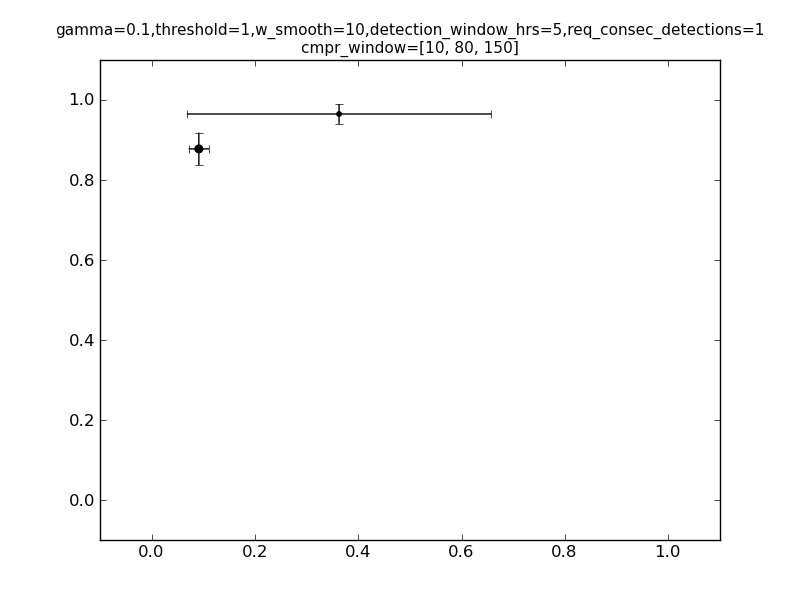 gamma=0.1,threshold=1,w_smooth=10,detection_window_hrs=5,req_consec_detections=1
cmpr_window=[10, 80, 150]
1.0
0.8
0.6
0.4
0.2
0.0
0.0 0.2 0.4 0.6 0.8 1.0